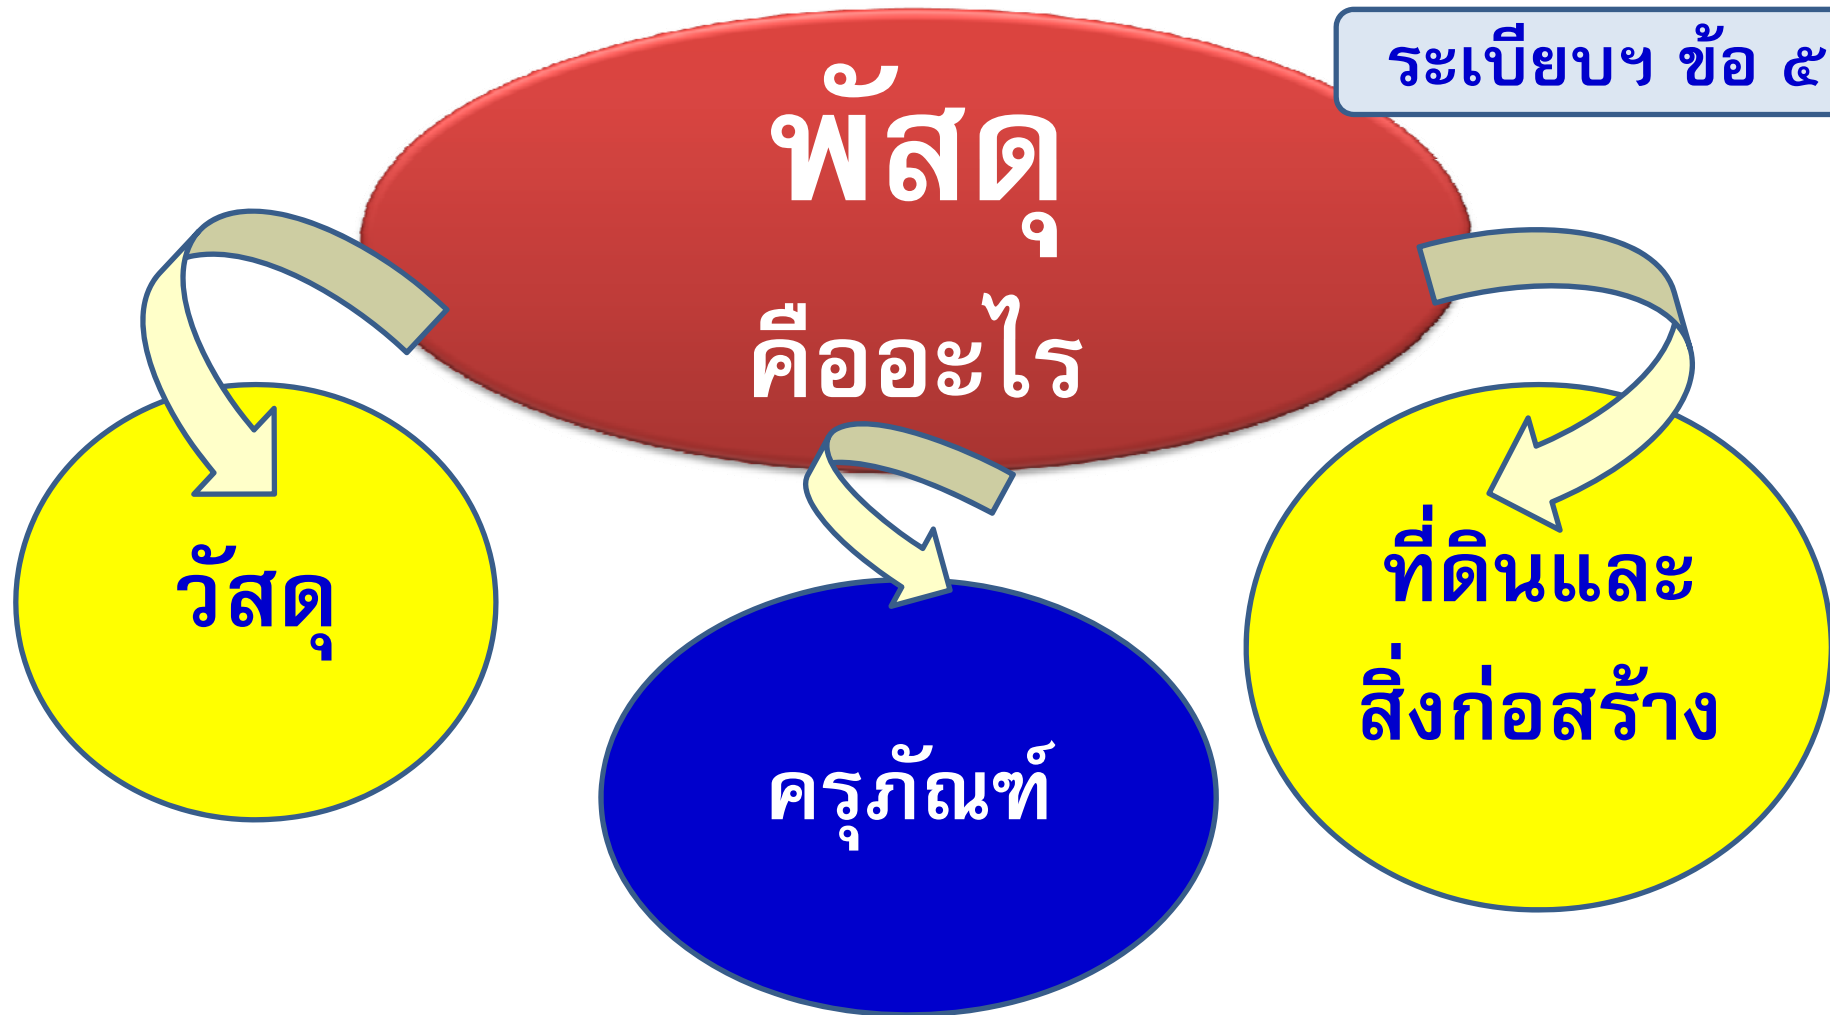 ระเบียบฯ ข้อ ๕
พัสดุ
คืออะไร
วัสดุ
ครุภัณฑ์
ที่ดินและ
สิ่งก่อสร้าง